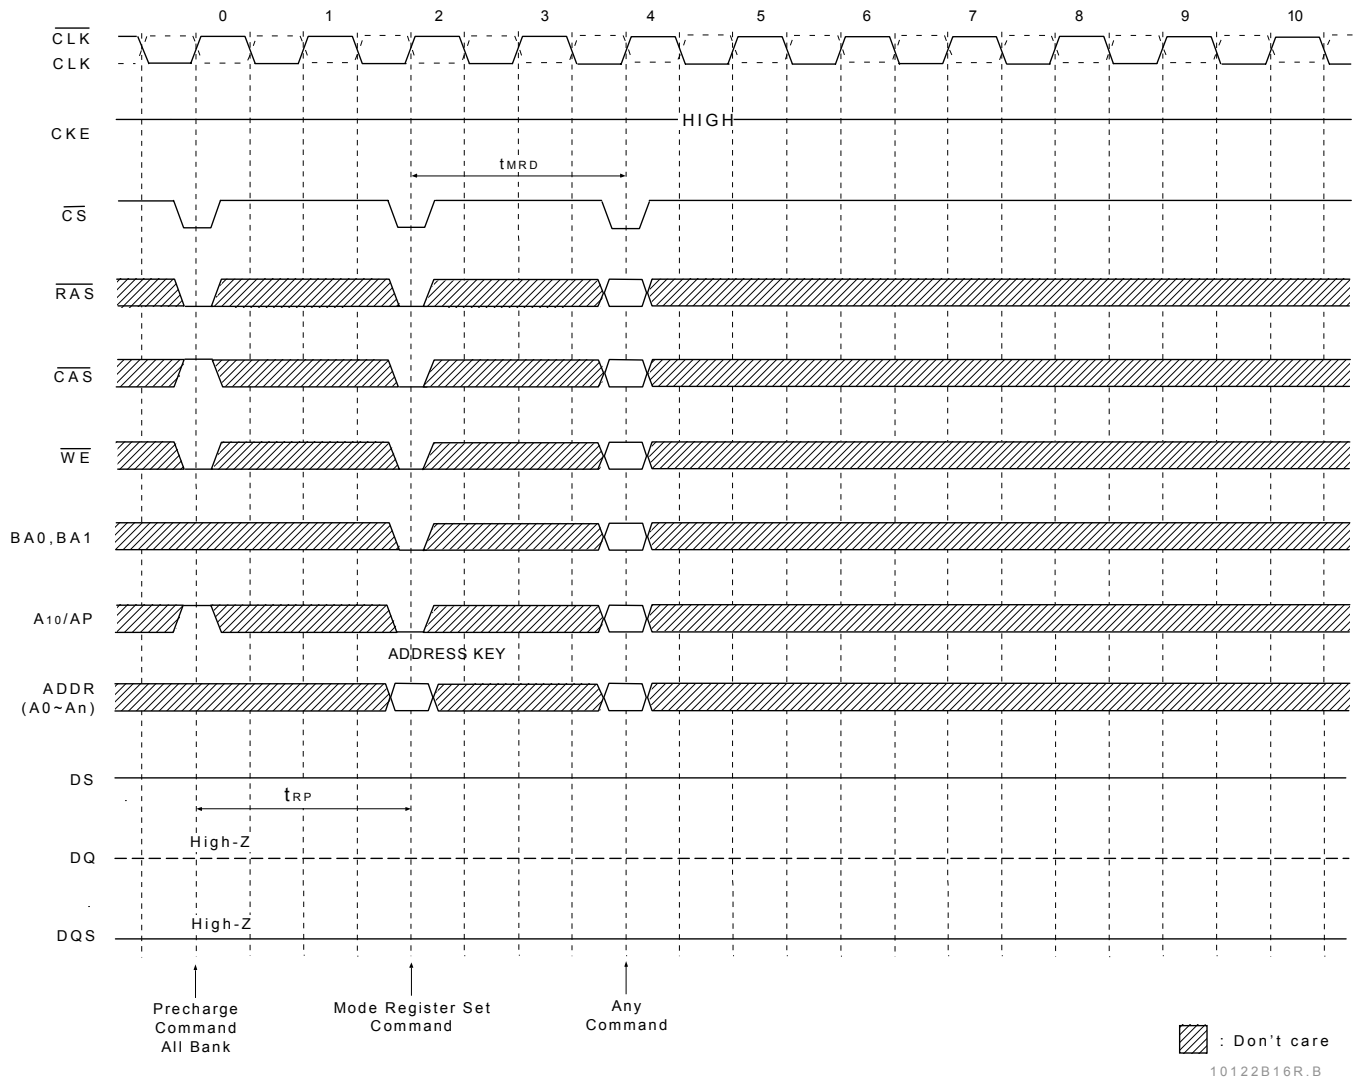 0 1 2 3 4 5 6 7 8 9 10
CLK
CLK
HIGH
CKE
tMRD
CS
RAS
CAS
WE
BA0,BA1
A10/AP
ADDRESS KEY
ADDR
(A0~An)
DS
tRP
High-Z
DQ
High-Z
DQS
Precharge
Command
All Bank
Mode Register Set
Command
Any
Command
: Don't care
10122B16R.B